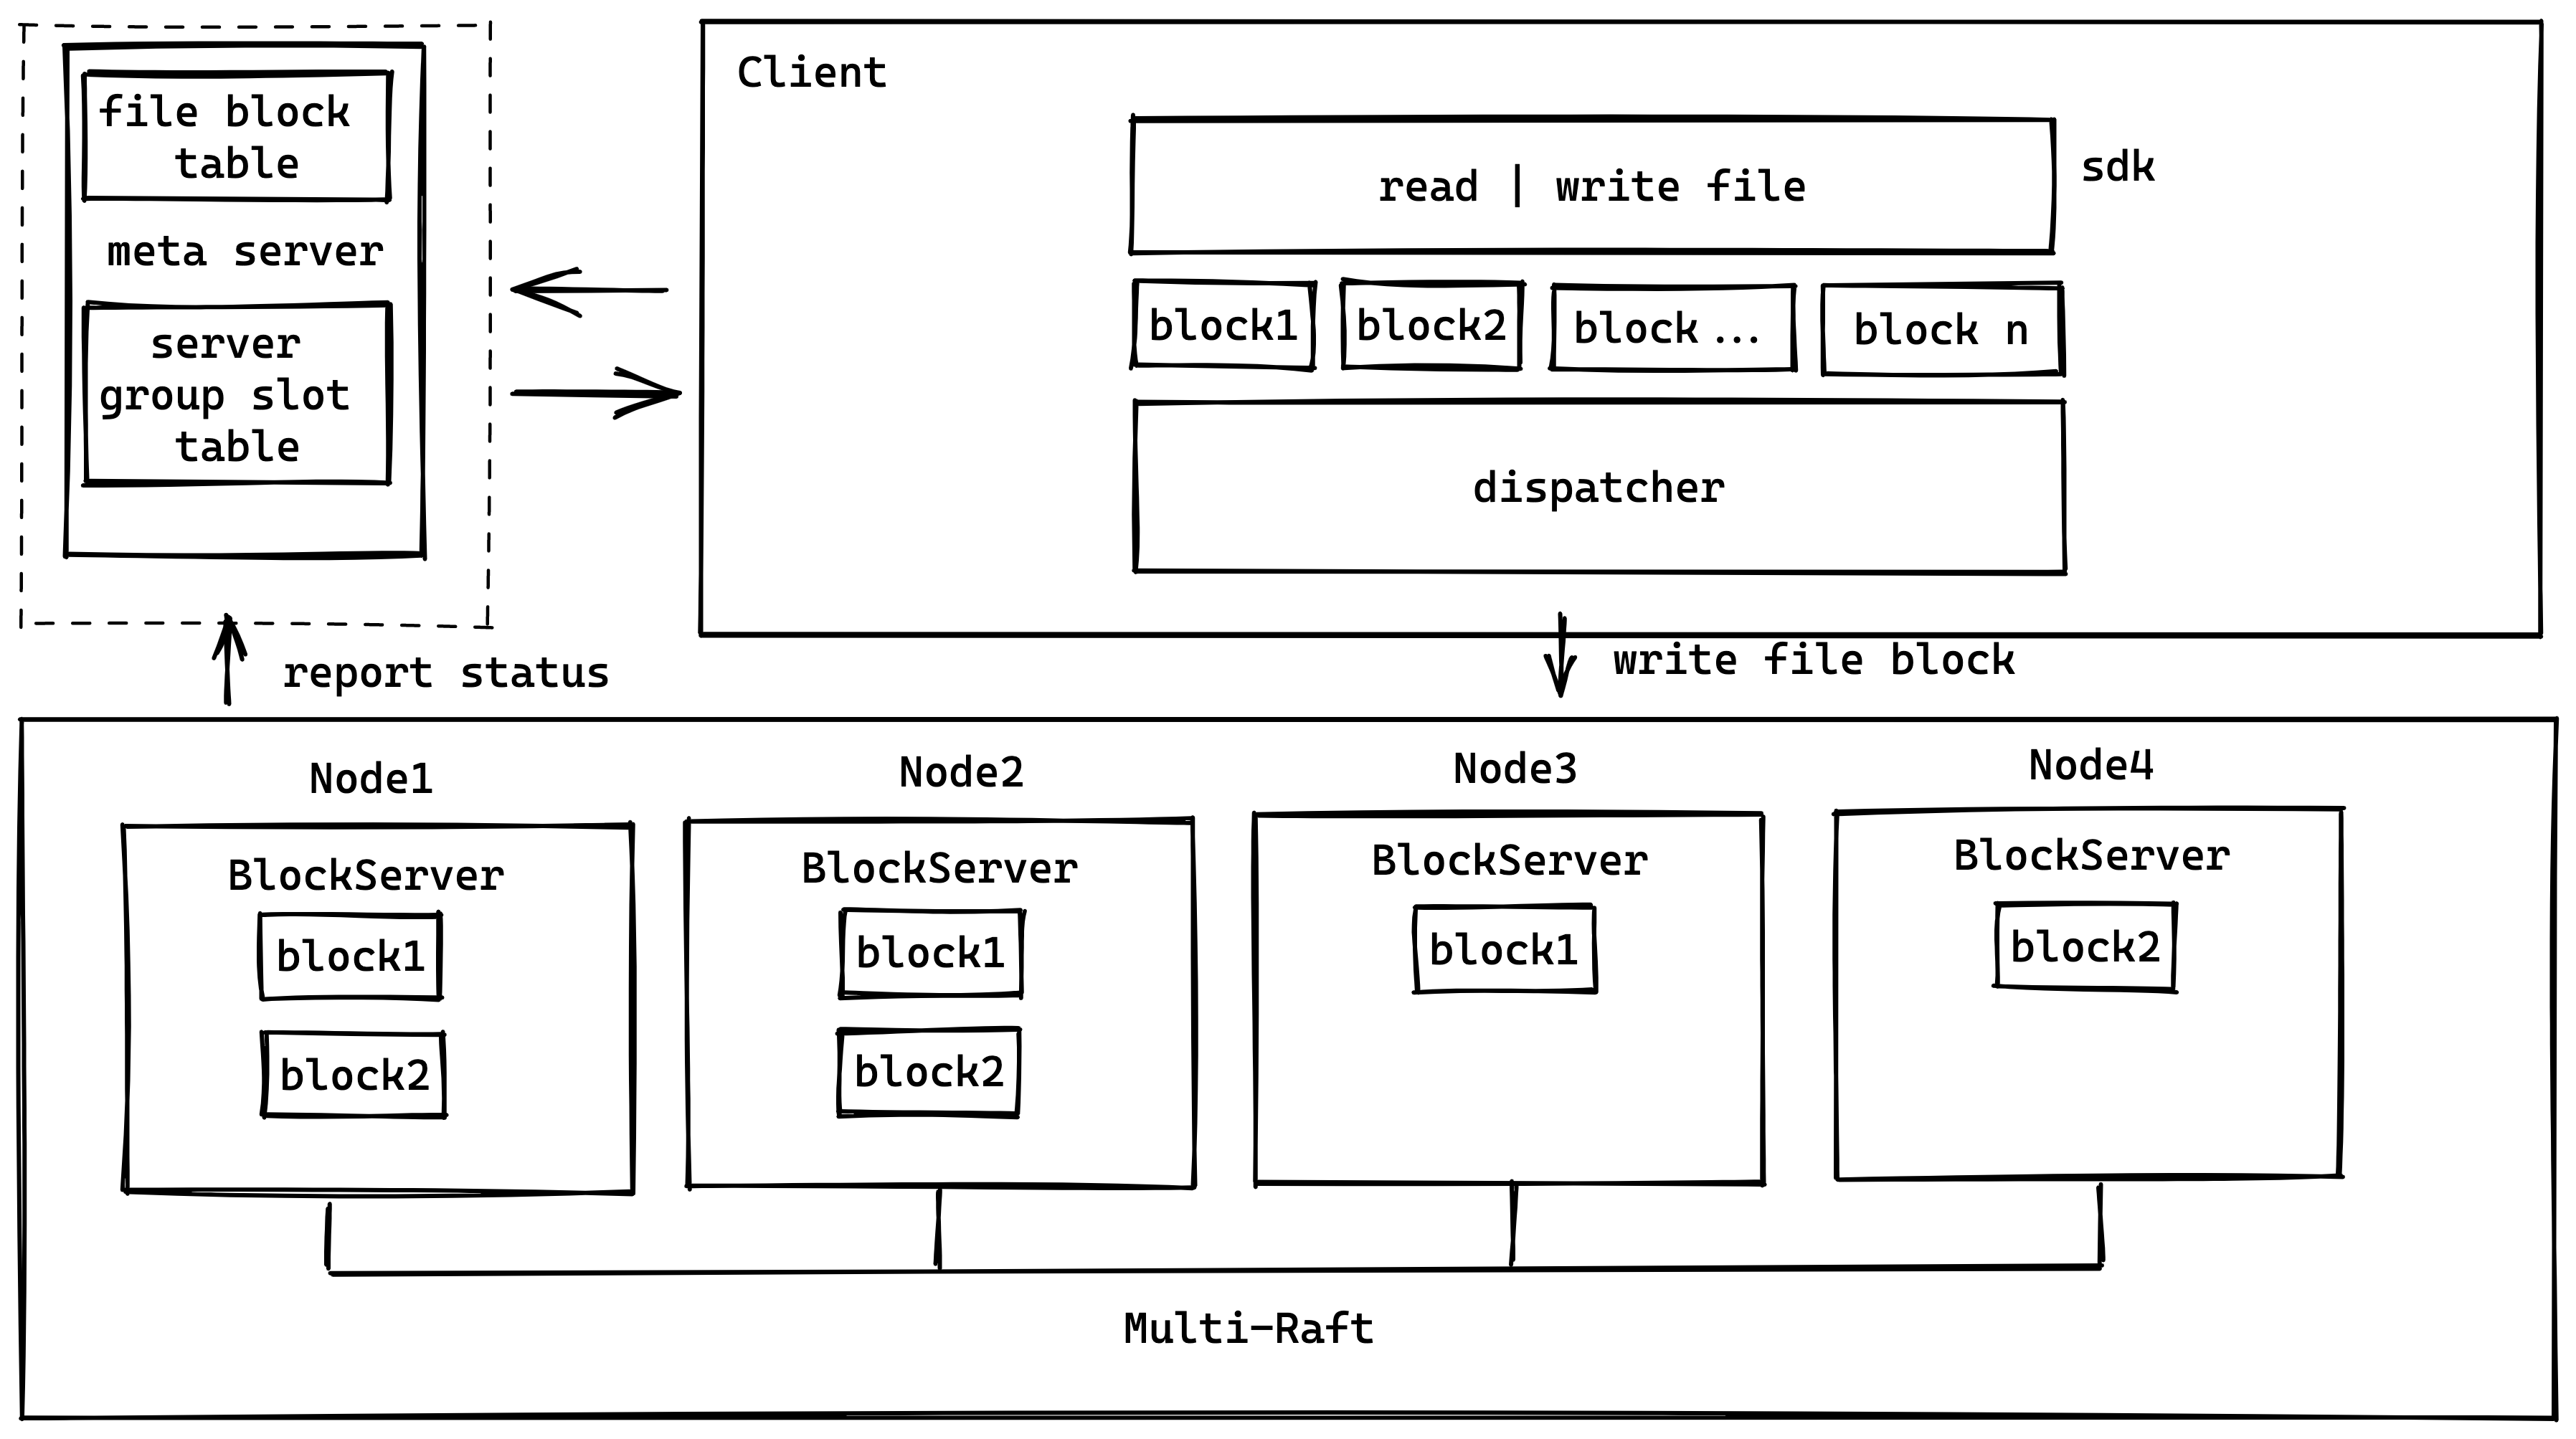 file block
table
meta server
server
group slot
table
Client
read | write file
sdk
block1
block2
block ...
block n
dispatcher
report status
write file block
Node1
Node2
Node3
Node4
BlockServer
block1
block2
BlockServer
block1
block2
BlockServer
block1
BlockServer
block2
Multi-Raft